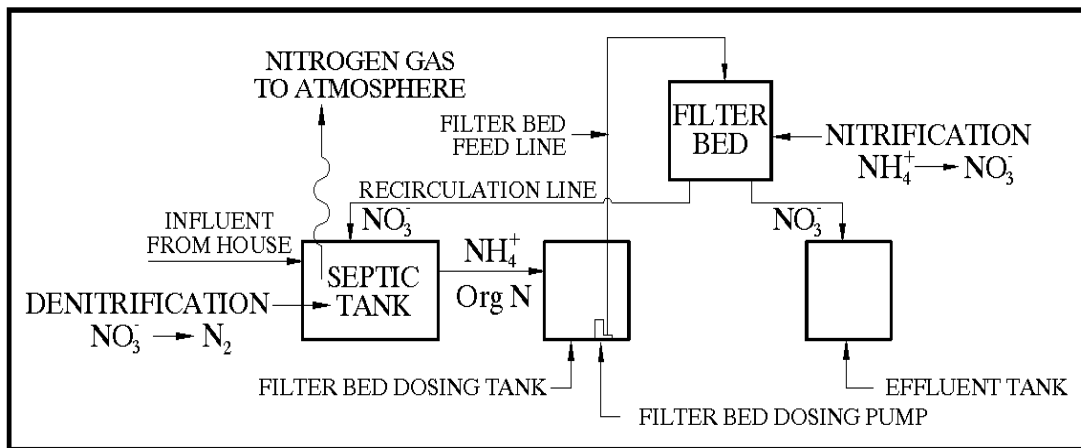 NITROGEN GAS
TO ATMOSPHERE
FILTER BED
FEED LINE
FILTER
BED
NITRIFICATION
NH₄⁺ → NO₃⁻
RECIRCULATION LINE
NO₃⁻
NO₃⁻
INFLUENT
FROM HOUSE
SEPTIC
TANK
NH₄⁺
Org N
DENITRIFICATION
NO₃⁻ → N₂
FILTER BED DOSING TANK
FILTER BED DOSING PUMP
EFFLUENT TANK